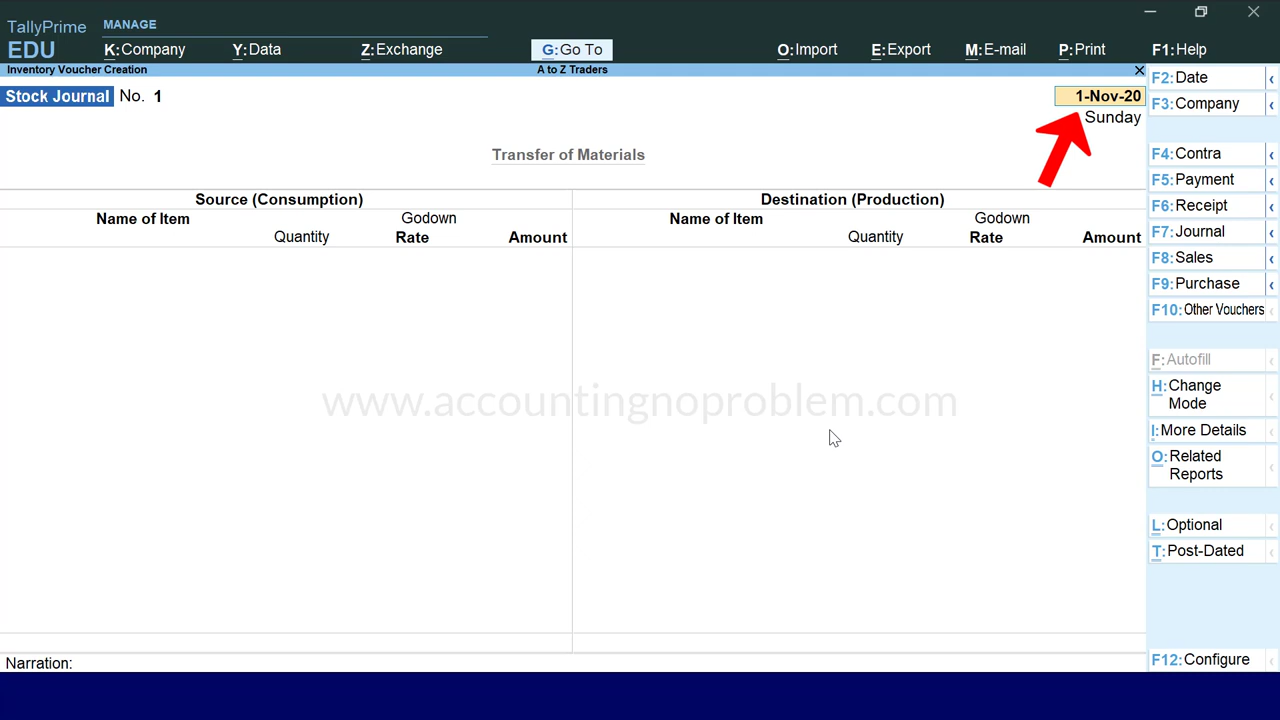 TallyPrime MANAGE
EDU K:Company Y:Data Z:Exchange G:Go To O:Import E:Export M:E-mail P:Print F1:Help
Inventory Voucher Creation A to Z Traders
Stock Journal No. 1 1-Nov-20
Sunday
Transfer of Materials
Source (Consumption) Destination (Production)
Name of Item Godown Name of Item Godown
Quantity Rate Amount Quantity Rate Amount
www.accountingnoproblem.com
Narration:
F2:Date
F3:Company
F4:Contra
F5:Payment
F6:Receipt
F7:Journal
F8:Sales
F9:Purchase
F10:Other Vouchers
F:Autofill
H:Change
Mode
I:More Details
O:Related
Reports
L:Optional
T:Post-Dated
F12:Configure